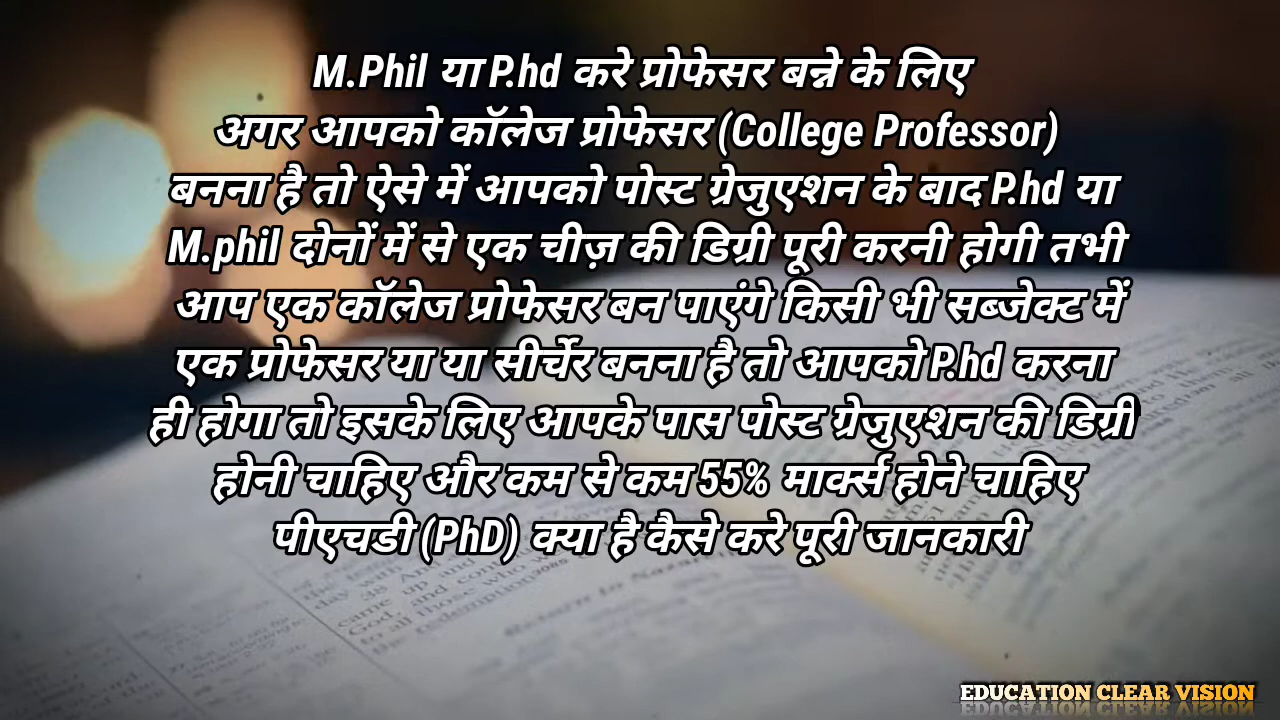 M.Phil या P.hd करे प्रोफेसर बन्ने के लिए
अगर आपको कॉलेज प्रोफेसर (College Professor)
बनना है तो ऐसे में आपको पोस्ट ग्रेजुएशन के बाद P.hd या
M.phil दोनों में से एक चीज़ की डिग्री पूरी करनी होगी तभी
आप एक कॉलेज प्रोफेसर बन पाएंगे किसी भी सब्जेक्ट में
एक प्रोफेसर या या सीर्चेर बनना है तो आपको P.hd करना
ही होगा तो इसके लिए आपके पास पोस्ट ग्रेजुएशन की डिग्री
होनी चाहिए और कम से कम 55% मार्क्स होने चाहिए
पीएचडी (PhD) क्या है कैसे करे पूरी जानकारी
EDUCATION CLEAR VISION